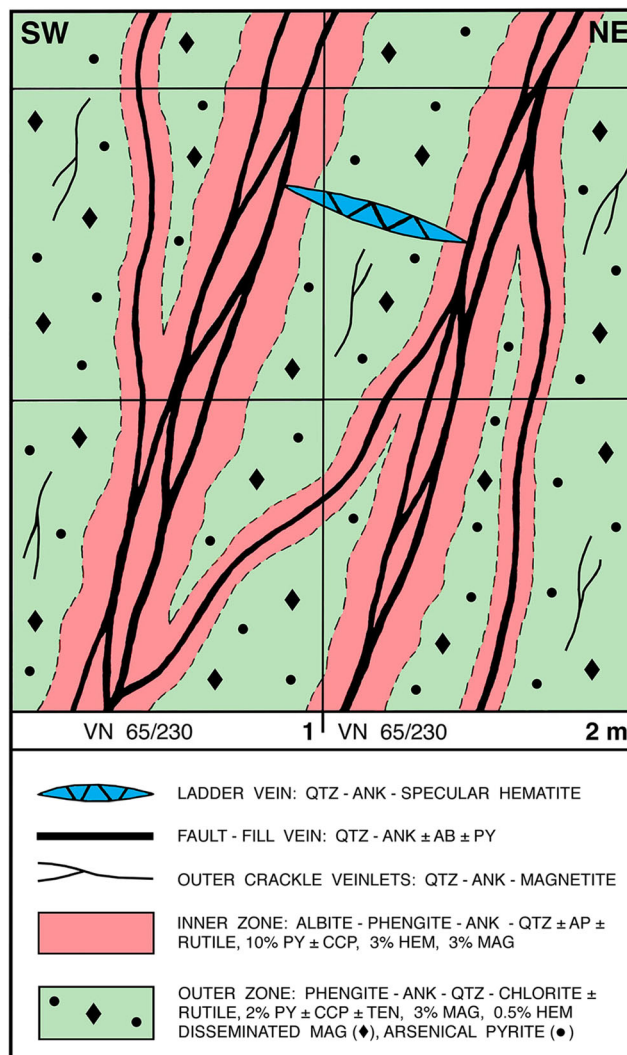 SW NE
VN 65/230 1 VN 65/230 2 m
LADDER VEIN: QTZ - ANK - SPECULAR HEMATITE
FAULT - FILL VEIN: QTZ - ANK ± AB ± PY
OUTER CRACKLE VEINLETS: QTZ - ANK - MAGNETITE
INNER ZONE: ALBITE - PHENGITE - ANK - QTZ ± AP ±
RUTILE, 10% PY ± CCP, 3% HEM, 3% MAG
OUTER ZONE: PHENGITE - ANK - QTZ - CHLORITE ±
RUTILE, 2% PY ± CCP ± TEN, 3% MAG, 0.5% HEM
DISSEMINATED MAG (♦), ARSENICAL PYRITE (●)